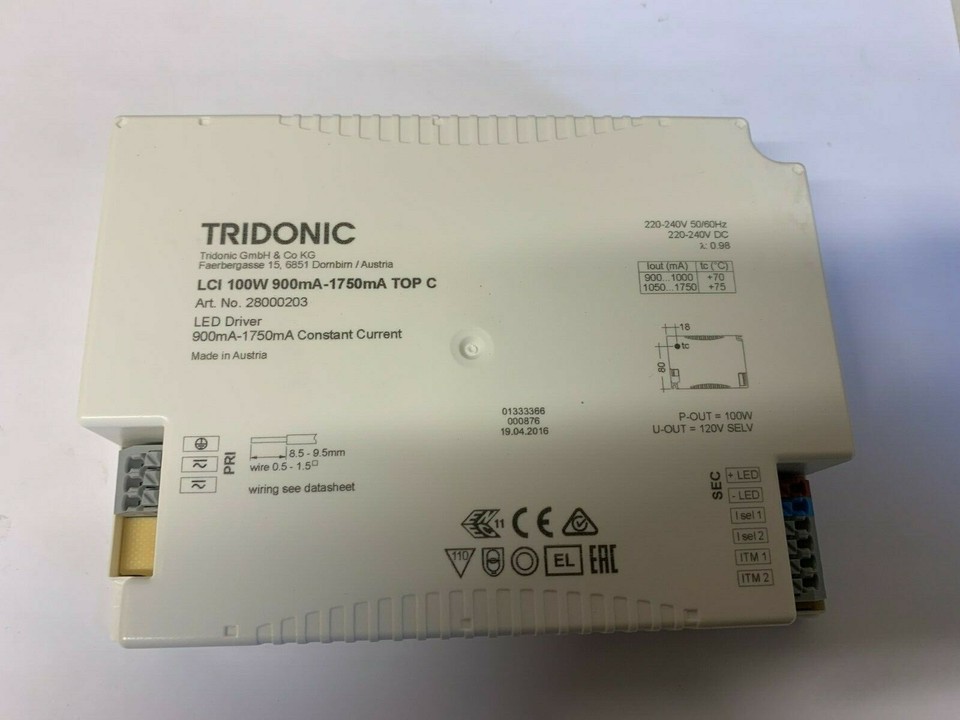 TRIDONIC
Tridonic GmbH & Co KG
Faerbergasse 15, 6851 Dornbirn / Austria
LCI 100W 900mA-1750mA TOP C
Art. No. 28000203
LED Driver
900mA-1750mA Constant Current
Made in Austria
220-240V 50/60Hz
220-240V DC
λ: 0.98
Iout (mA) tc (°C)
900...1000 +70
1050...1750 +75
18
tc
80
P-OUT = 100W
U-OUT = 120V SELV
01333366
000876
19.04.2016
PRI
8.5 - 9.5mm
wire 0.5 - 1.5□
wiring see datasheet
11 CE
110 EL EAC
SEC
+ LED
- LED
I sel 1
I sel 2
ITM 1
ITM 2